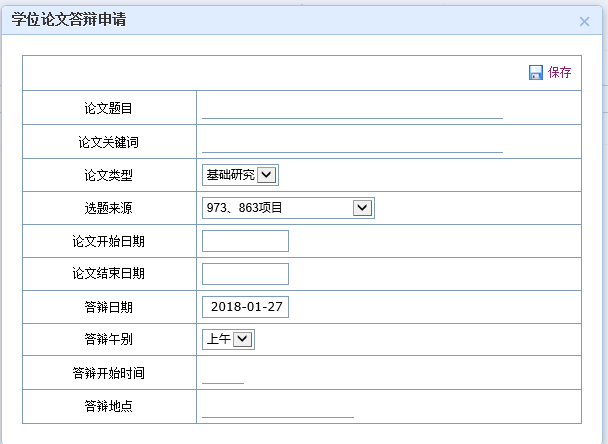 学位论文答辩申请
保存
论文题目
论文关键词
论文类型 基础研究
选题来源 973、863项目
论文开始日期
论文结束日期
答辩日期 2018-01-27
答辩午别 上午
答辩开始时间
答辩地点